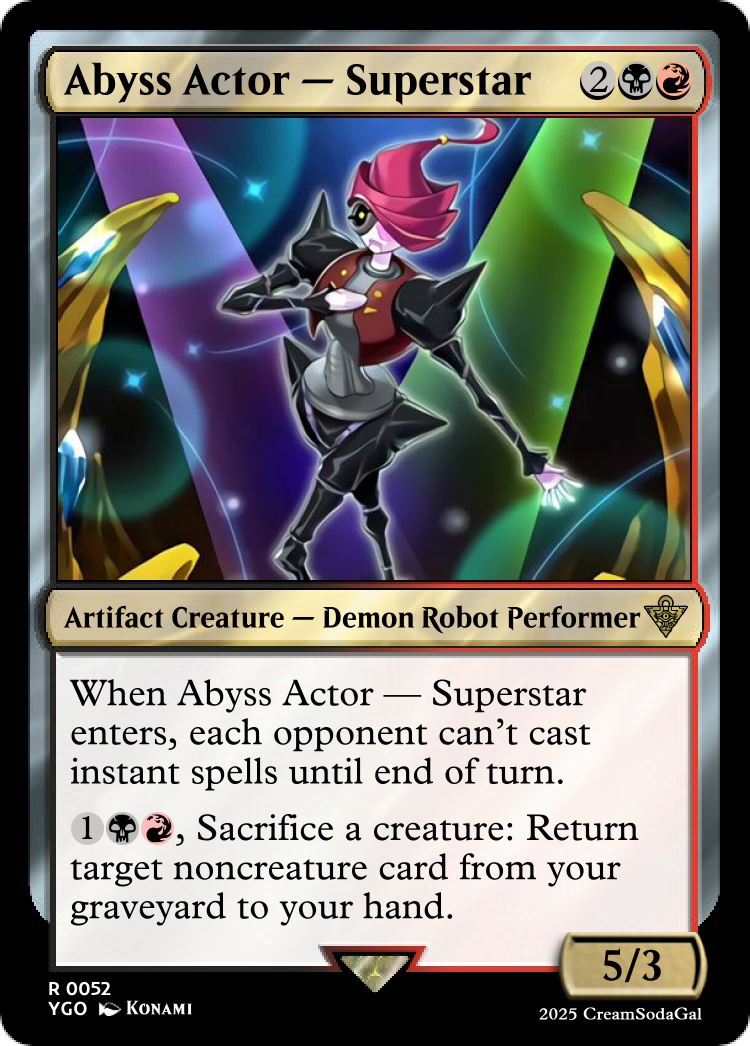 Abyss Actor — Superstar 2
Artifact Creature — Demon Robot Performer
When Abyss Actor — Superstar
enters, each opponent can't cast
instant spells until end of turn.
1, Sacrifice a creature: Return
target noncreature card from your
graveyard to your hand.
5/3
R 0052
YGO KONAMI
2025 CreamSodaGal